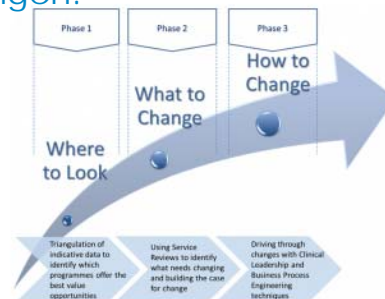 Phase 1
Phase 2
Phase 3
How to
Change
What to
Change
Where
to Look
Triangulation of
indicative data to
identify which
programmes offer the
best value
opportunities
Using Service
Reviews to identify
what needs changing
and building the case
for change
Driving through
changes with Clinical
Leadership and
Business Process
Engineering
techniques